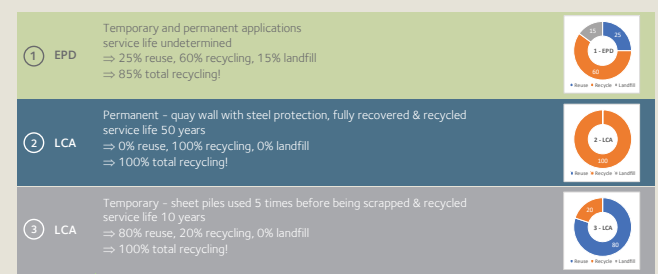 1 EPD
Temporary and permanent applications
service life undetermined
⇒ 25% reuse, 60% recycling, 15% landfill
⇒ 85% total recycling!
15
25
1 - EPD
60
Reuse Recycle Landfill
2 LCA
Permanent - quay wall with steel protection, fully recovered & recycled
service life 50 years
⇒ 0% reuse, 100% recycling, 0% landfill
⇒ 100% total recycling!
2 - LCA
100
Reuse Recycle Landfill
3 LCA
Temporary - sheet piles used 5 times before being scrapped & recycled
service life 10 years
⇒ 80% reuse, 20% recycling, 0% landfill
⇒ 100% total recycling!
20
3 - LCA
80
Reuse Recycle Landfill